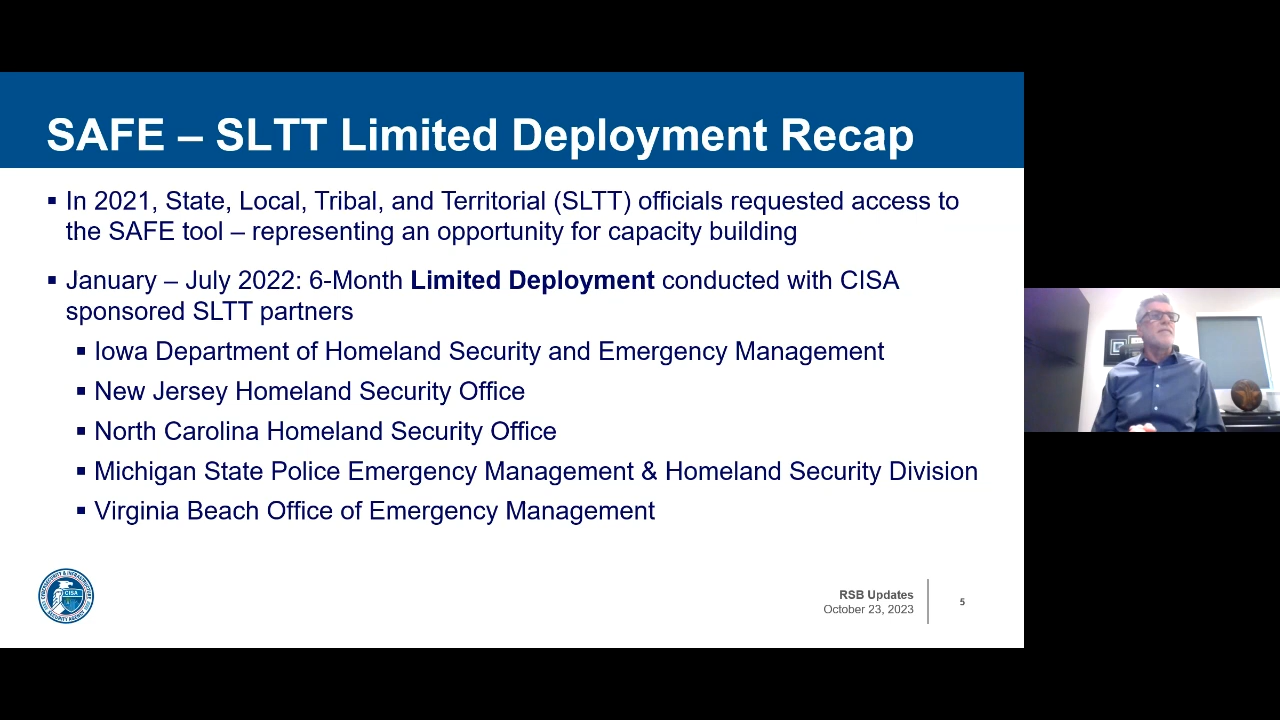 SAFE – SLTT Limited Deployment Recap
▪ In 2021, State, Local, Tribal, and Territorial (SLTT) officials requested access to
the SAFE tool – representing an opportunity for capacity building
▪ January – July 2022: 6-Month Limited Deployment conducted with CISA
sponsored SLTT partners
▪ Iowa Department of Homeland Security and Emergency Management
▪ New Jersey Homeland Security Office
▪ North Carolina Homeland Security Office
▪ Michigan State Police Emergency Management & Homeland Security Division
▪ Virginia Beach Office of Emergency Management
CISA
RSB Updates
October 23, 2023
5